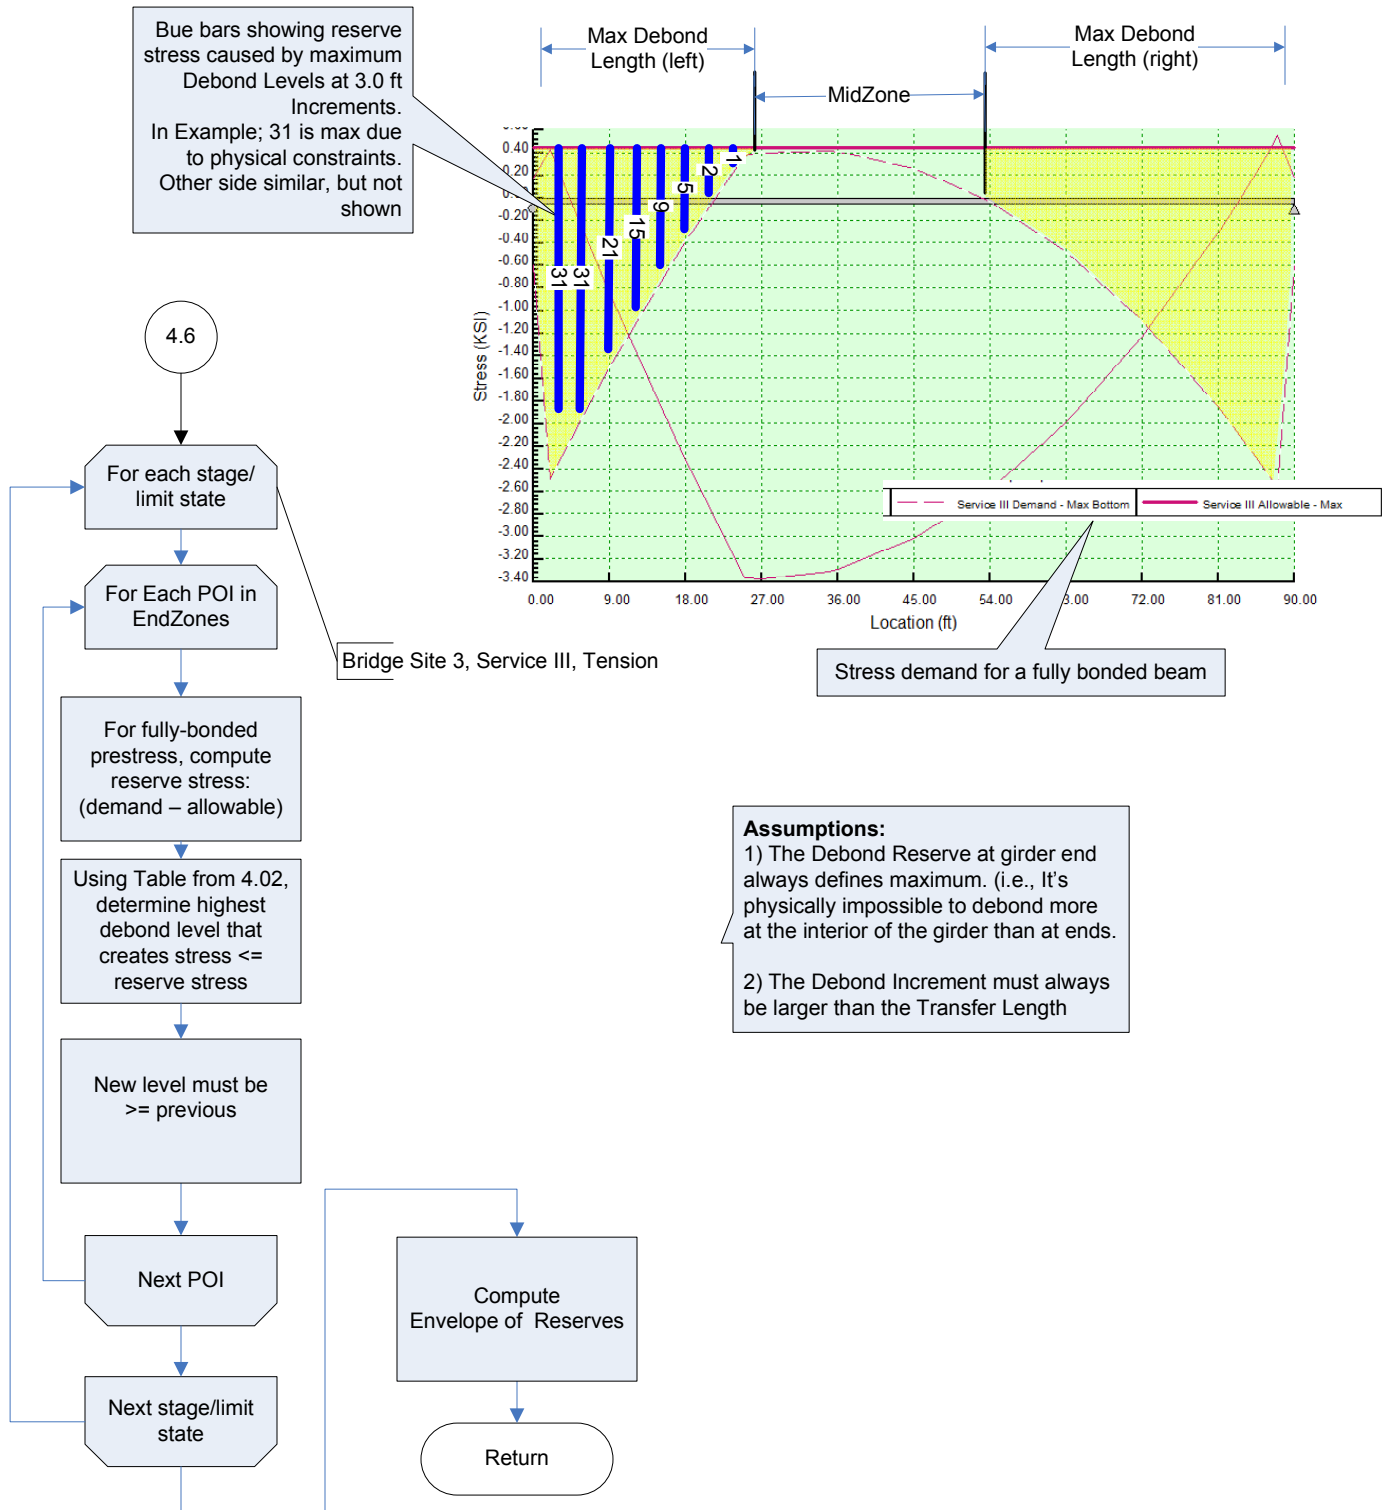 Bue bars showing reserve
stress caused by maximum
Debond Levels at 3.0 ft
Increments.
In Example; 31 is max due
to physical constraints.
Other side similar, but not
shown
Max Debond
Length (left)
MidZone
Max Debond
Length (right)
0.40
0.20
0.00
-0.20
-0.40
-0.60
-0.80
-1.00
-1.20
-1.40
-1.60
-1.80
-2.00
-2.20
-2.40
-2.60
-2.80
-3.00
-3.20
-3.40
Stress (KSI)
31
31
21
15
9
5
2
1
Service III Demand - Max Bottom
Service III Allowable - Max
0.00 9.00 18.00 27.00 36.00 45.00 54.00 3.00 72.00 81.00 90.00
Location (ft)
Stress demand for a fully bonded beam
4.6
For each stage/
limit state
For Each POI in
EndZones
Bridge Site 3, Service III, Tension
For fully-bonded
prestress, compute
reserve stress:
(demand – allowable)
Using Table from 4.02,
determine highest
debond level that
creates stress <=
reserve stress
New level must be
>= previous
Next POI
Next stage/limit
state
Compute
Envelope of Reserves
Return
Assumptions:
1) The Debond Reserve at girder end
always defines maximum. (i.e., It's
physically impossible to debond more
at the interior of the girder than at ends.
2) The Debond Increment must always
be larger than the Transfer Length